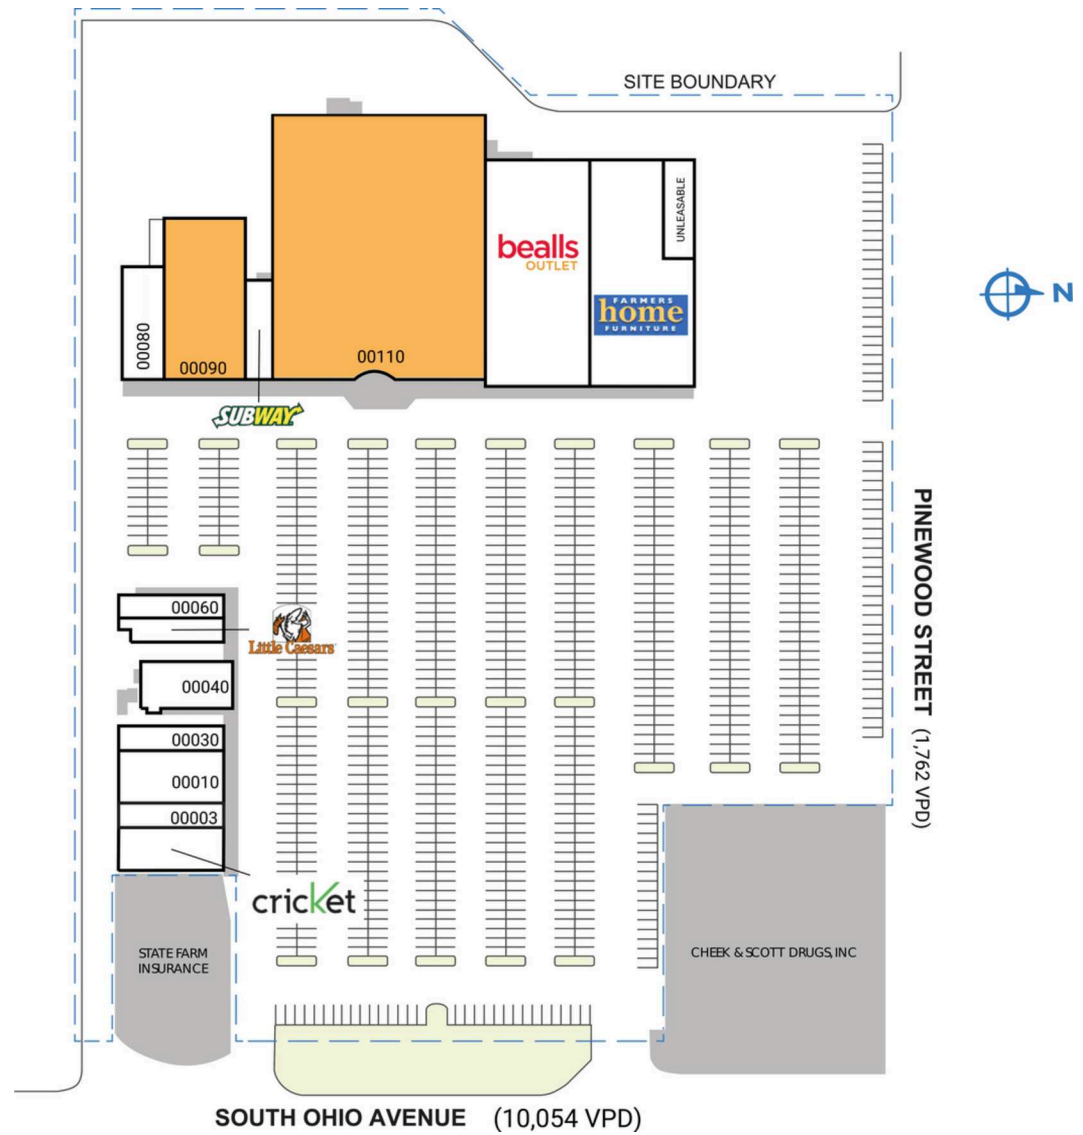 SITE BOUNDARY
UNLEASABLE
bealls
OUTLET
FARMERS
home
FURNITURE
N
00080
00090
00110
SUBWAY
PINEWOOD STREET (1,762 VPD)
00060
Little Caesars
00040
00030
00010
00003
cricket
STATE FARM
INSURANCE
CHEEK & SCOTT DRUGS, INC
SOUTH OHIO AVENUE (10,054 VPD)